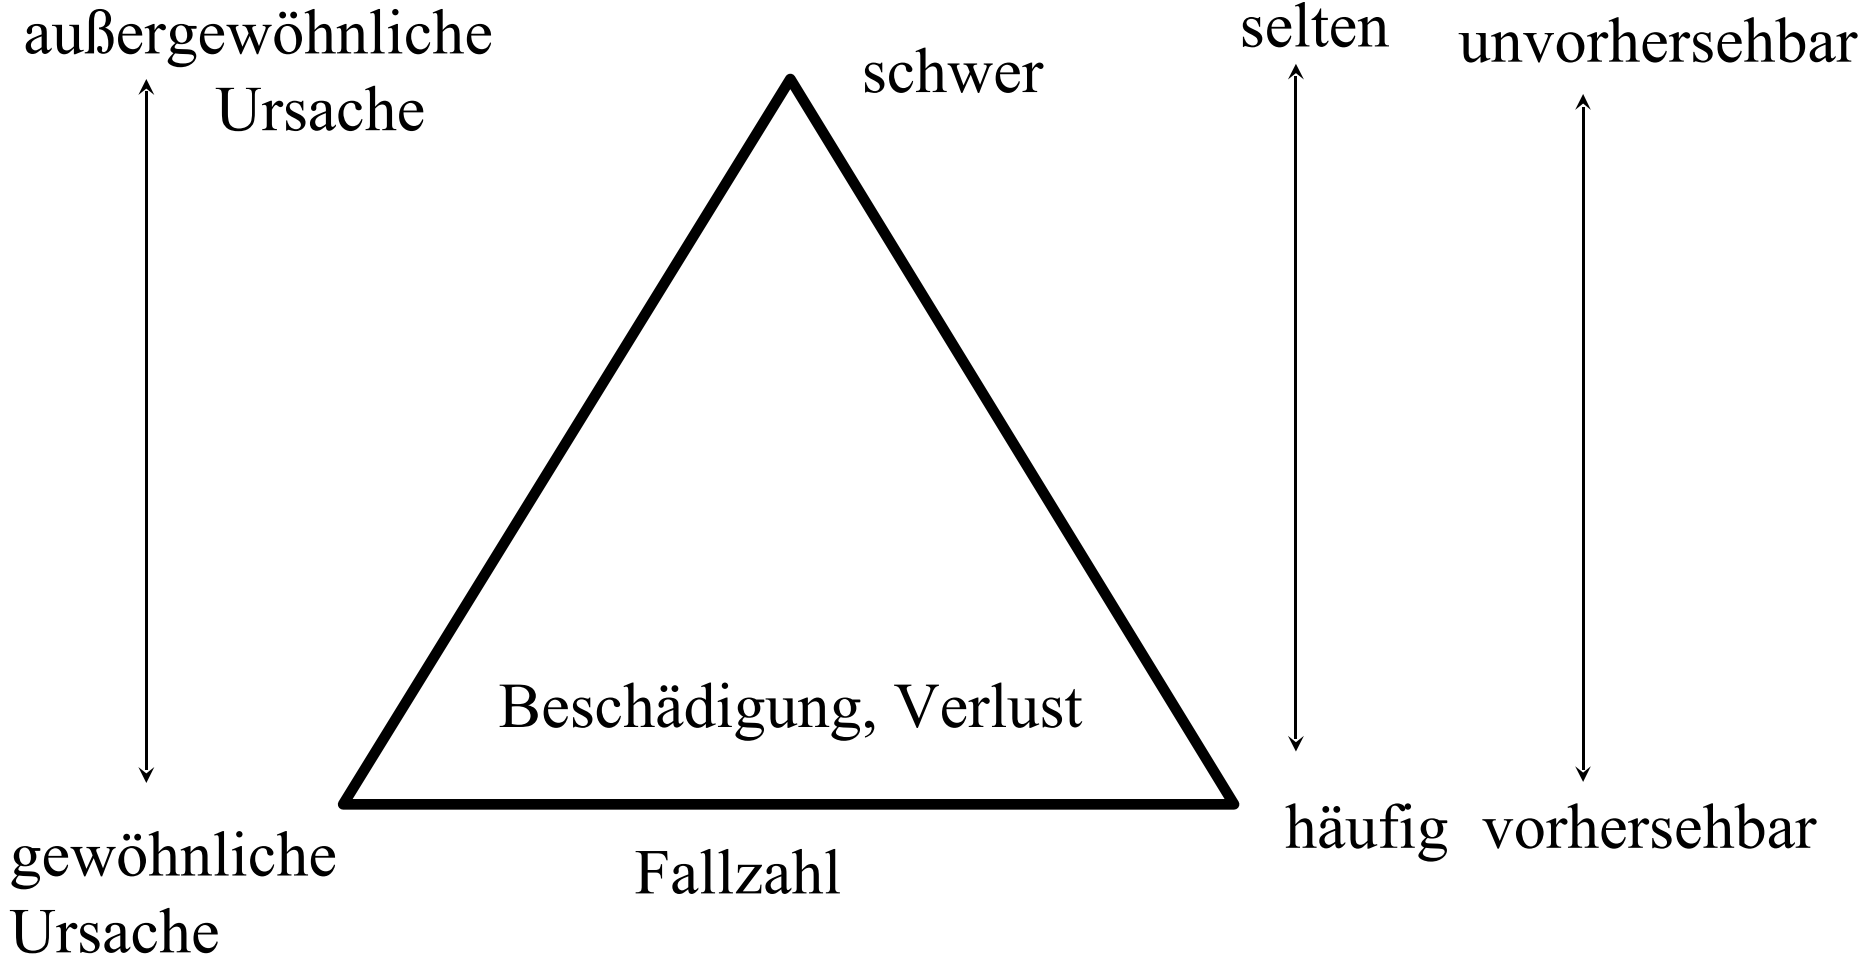 außergewöhnliche
Ursache
schwer
selten
unvorhersehbar
Beschädigung, Verlust
gewöhnliche
Ursache
Fallzahl
häufig
vorhersehbar